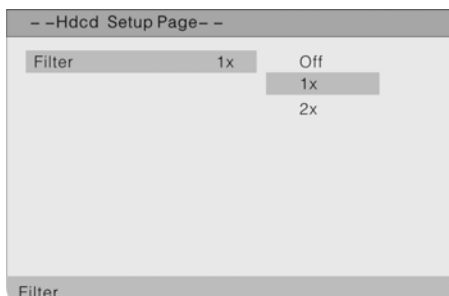 – –Hdcd Setup Page– –
Filter 1x Off
1x
2x
Filter